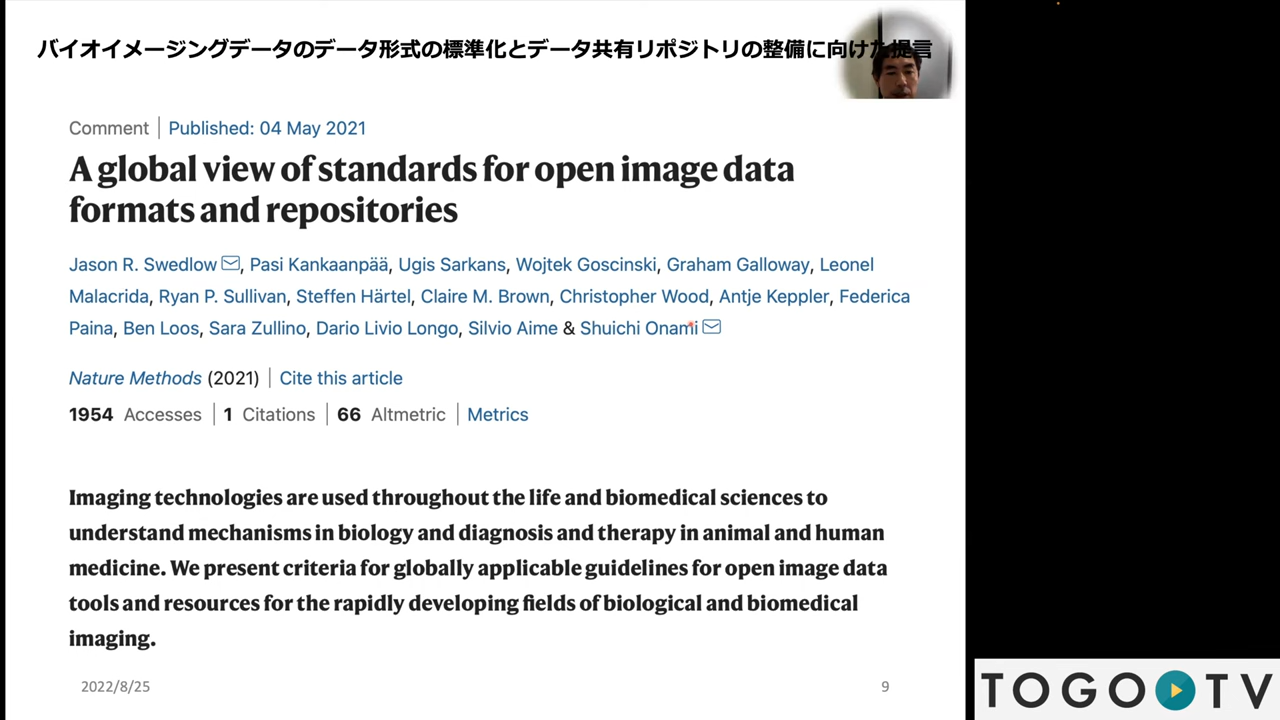 バイオイメージングデータのデータ形式の標準化とデータ共有リポジトリの整備に向けた提言
Comment | Published: 04 May 2021
A global view of standards for open image data
formats and repositories
Jason R. Swedlow, Pasi Kankaanpää, Ugis Sarkans, Wojtek Goscinski, Graham Galloway, Leonel
Malacrida, Ryan P. Sullivan, Steffen Härtel, Claire M. Brown, Christopher Wood, Antje Keppler, Federica
Paina, Ben Loos, Sara Zullino, Dario Livio Longo, Silvio Aime & Shuichi Onami
Nature Methods (2021) | Cite this article
1954 Accesses | 1 Citations | 66 Altmetric | Metrics
Imaging technologies are used throughout the life and biomedical sciences to
understand mechanisms in biology and diagnosis and therapy in animal and human
medicine. We present criteria for globally applicable guidelines for open image data
tools and resources for the rapidly developing fields of biological and biomedical
imaging.
2022/8/25
9
TOGO TV